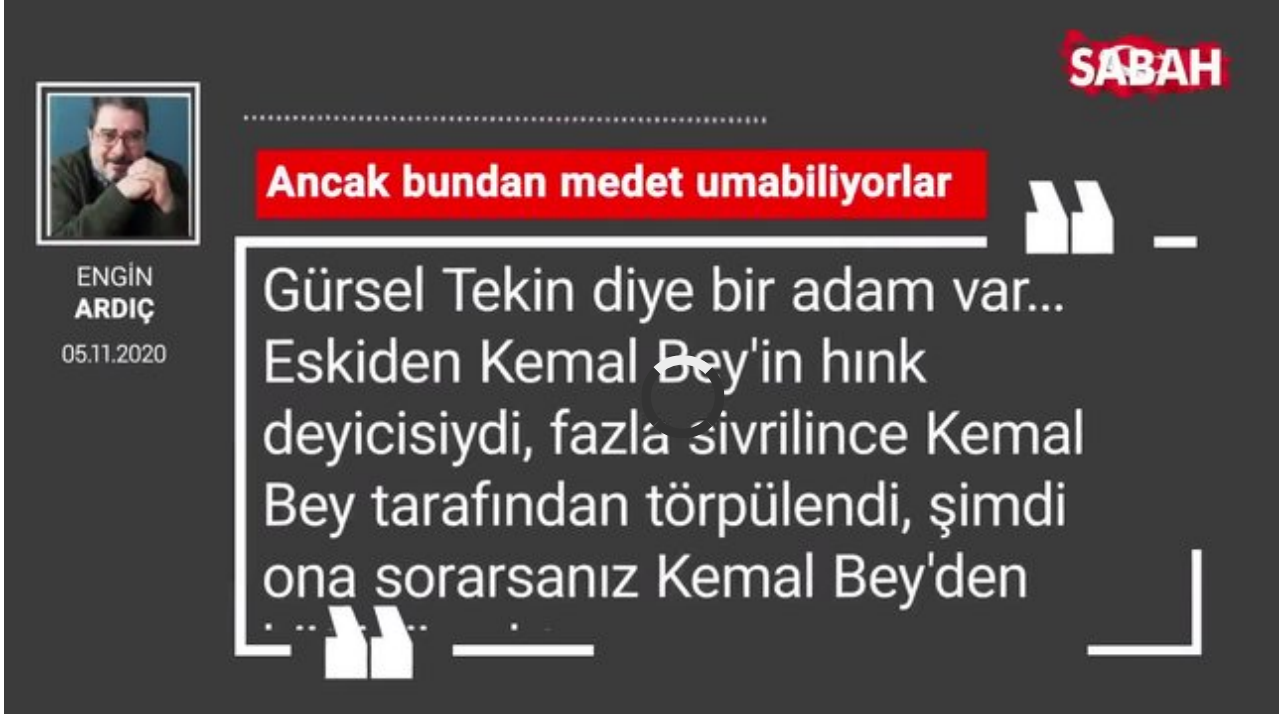 SABAH
Ancak bundan medet umabiliyorlar
ENGİN
ARDIÇ
05.11.2020
Gürsel Tekin diye bir adam var...
Eskiden Kemal Bey'in hınk
deyicisiydi, fazla sivrilince Kemal
Bey tarafından törpülendi, şimdi
ona sorarsanız Kemal Bey'den